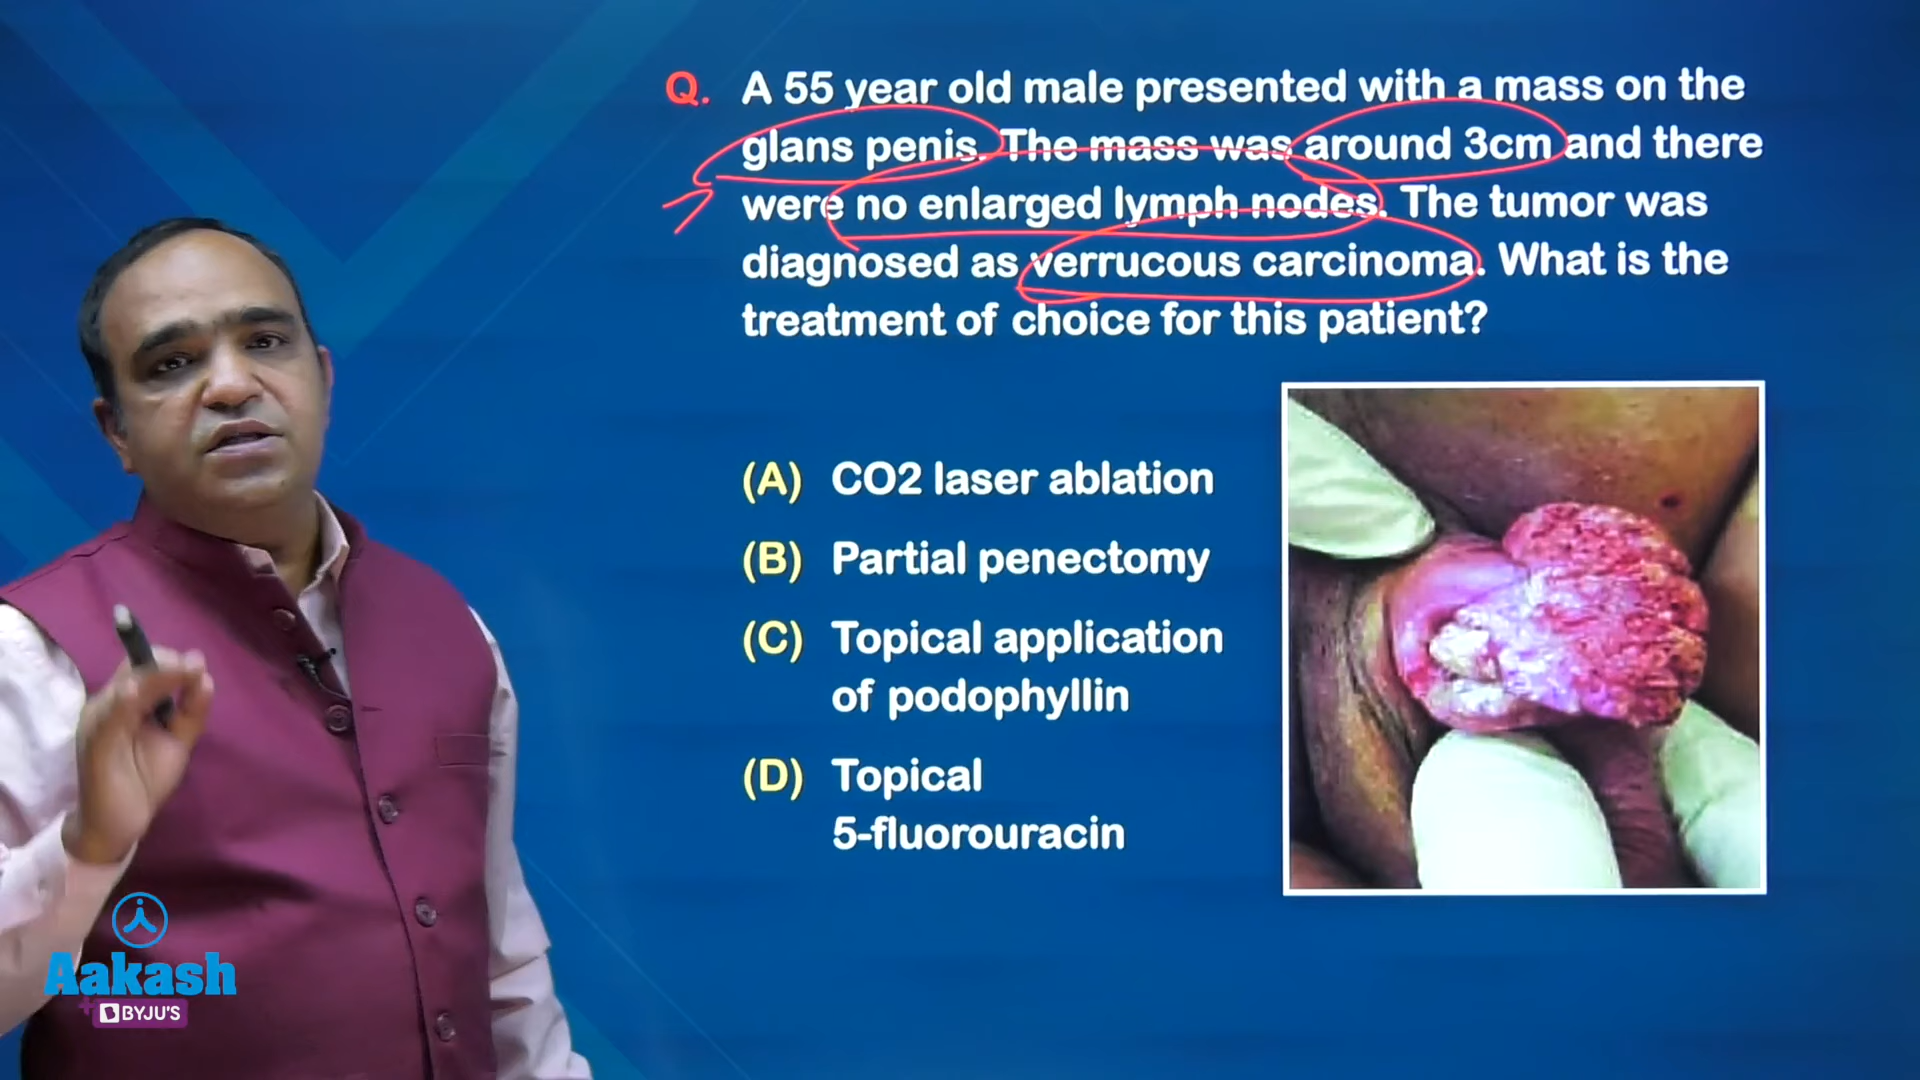 Q. A 55 year old male presented with a mass on the
glans penis. The mass was around 3cm and there
were no enlarged lymph nodes. The tumor was
diagnosed as verrucous carcinoma. What is the
treatment of choice for this patient?
(A) CO2 laser ablation
(B) Partial penectomy
(C) Topical application
of podophyllin
(D) Topical
5-fluorouracin
Aakash
+ BYJU'S